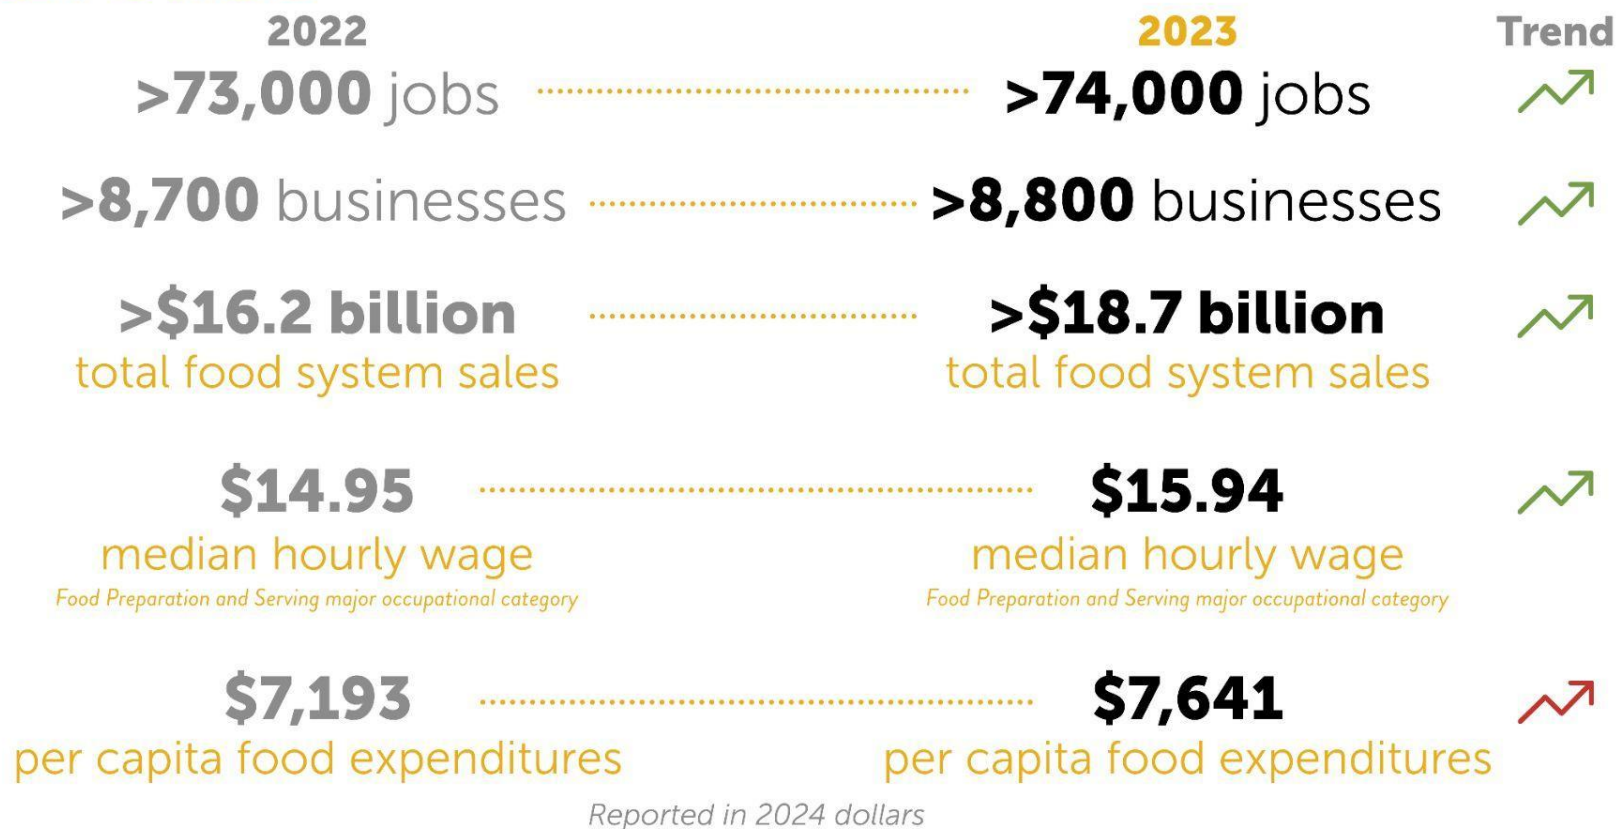 2022 2023 Trend
>73,000 jobs >74,000 jobs
>8,700 businesses >8,800 businesses
>$16.2 billion >$18.7 billion
total food system sales total food system sales
$14.95 $15.94
median hourly wage median hourly wage
Food Preparation and Serving major occupational category Food Preparation and Serving major occupational category
$7,193 $7,641
per capita food expenditures per capita food expenditures
Reported in 2024 dollars